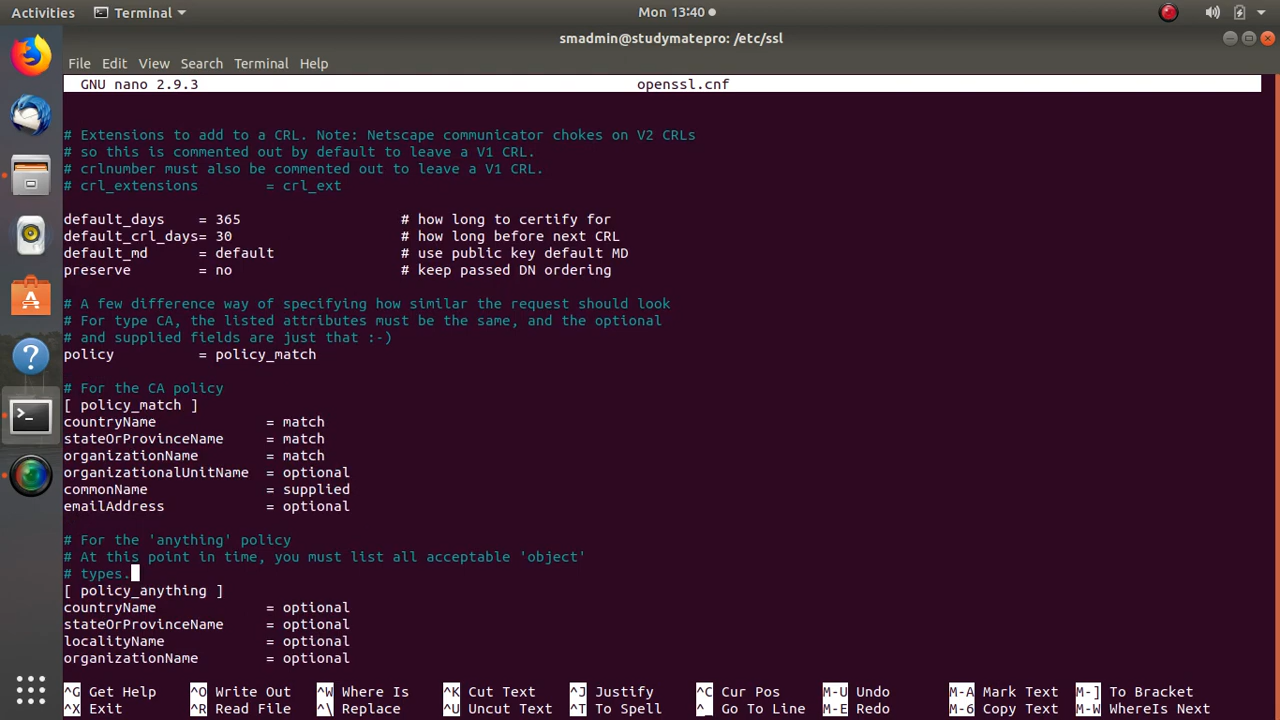 Activities Terminal Mon 13:40
smadmin@studymatepro: /etc/ssl
File Edit View Search Terminal Help
GNU nano 2.9.3 openssl.cnf
# Extensions to add to a CRL. Note: Netscape communicator chokes on V2 CRLs
# so this is commented out by default to leave a V1 CRL.
# crlnumber must also be commented out to leave a V1 CRL.
# crl_extensions = crl_ext
default_days = 365 # how long to certify for
default_crl_days= 30 # how long before next CRL
default_md = default # use public key default MD
preserve = no # keep passed DN ordering
# A few difference way of specifying how similar the request should look
# For type CA, the listed attributes must be the same, and the optional
# and supplied fields are just that :-)
policy = policy_match
# For the CA policy
[ policy_match ]
countryName = match
stateOrProvinceName = match
organizationName = match
organizationalUnitName = optional
commonName = supplied
emailAddress = optional
# For the 'anything' policy
# At this point in time, you must list all acceptable 'object'
# types.
[ policy_anything ]
countryName = optional
stateOrProvinceName = optional
localityName = optional
organizationName = optional
^G Get Help ^O Write Out ^W Where Is ^K Cut Text ^J Justify ^C Cur Pos M-U Undo M-A Mark Text M-] To Bracket
^X Exit ^R Read File ^\ Replace ^U Uncut Text ^T To Spell ^_ Go To Line M-E Redo M-6 Copy Text M-W WhereIs Next